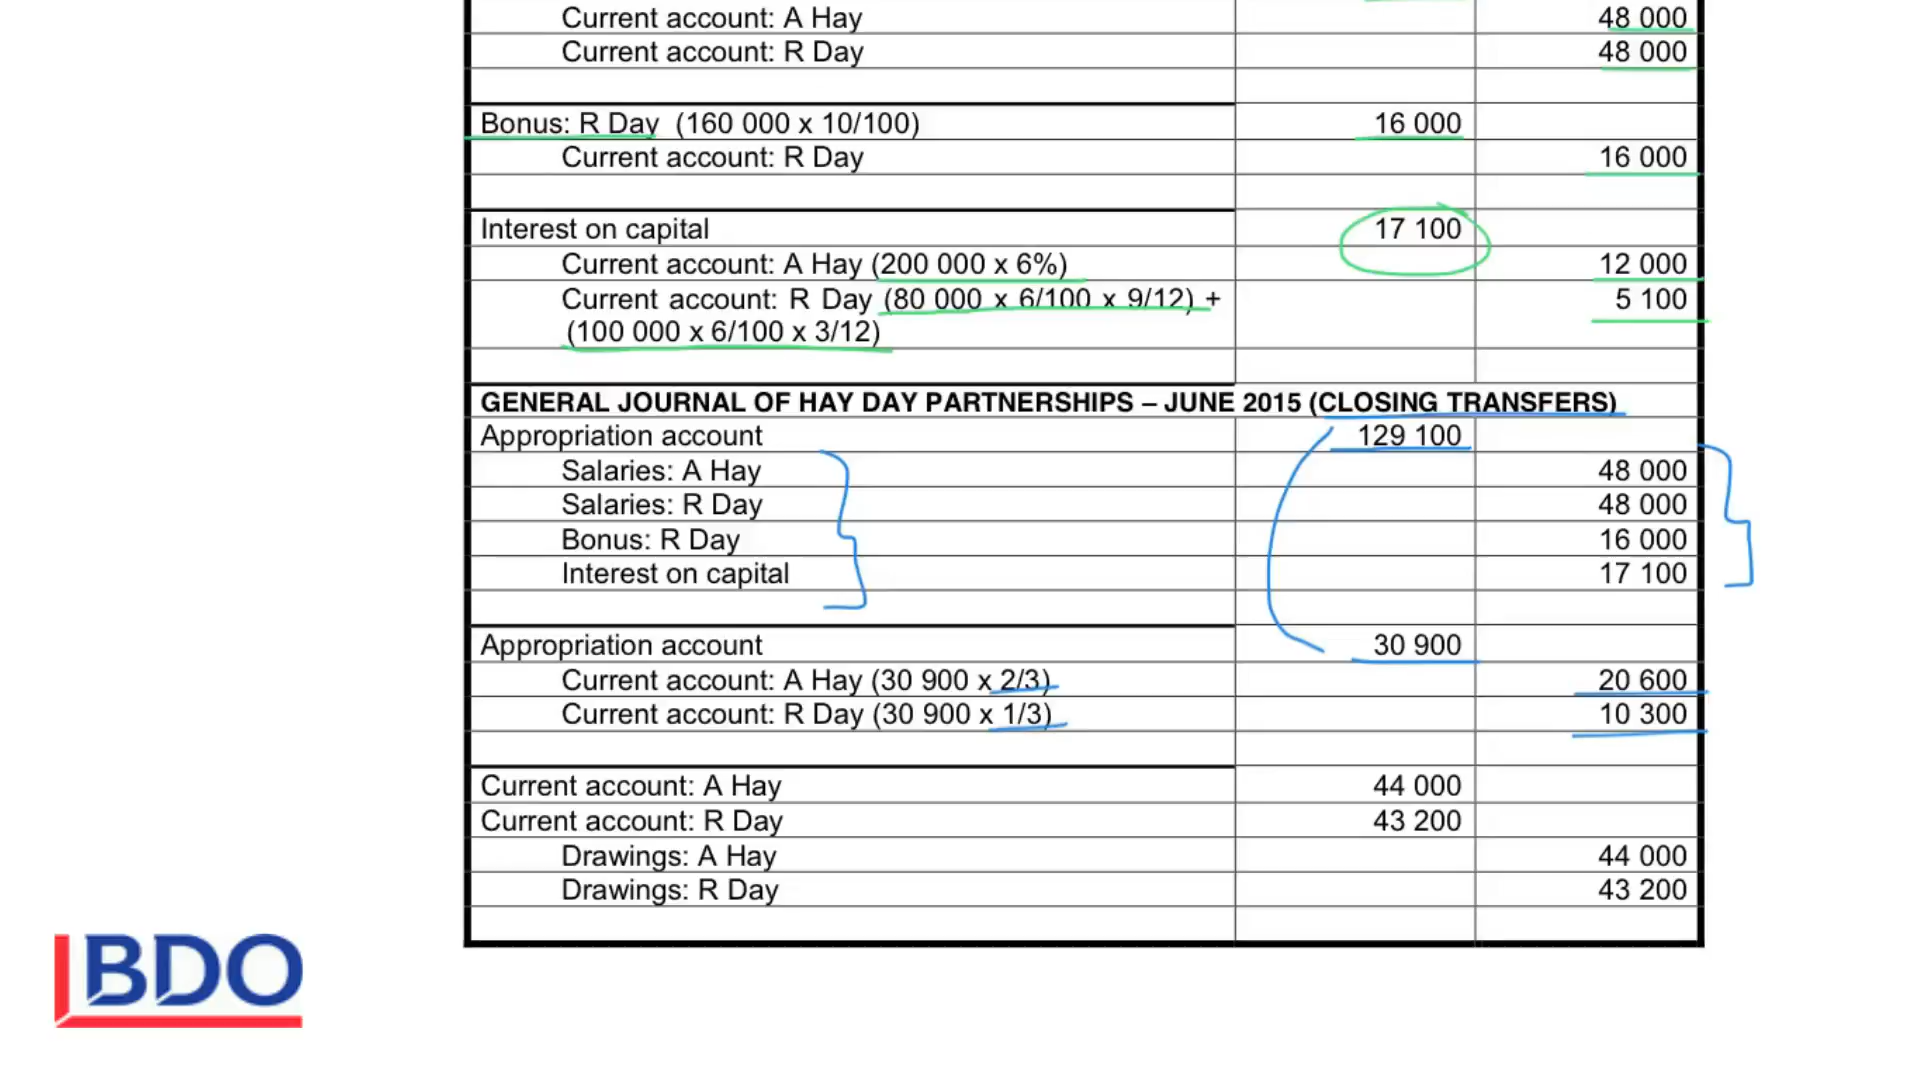 Current account: A Hay 48 000
Current account: R Day 48 000
Bonus: R Day (160 000 x 10/100) 16 000
Current account: R Day 16 000
Interest on capital 17 100
Current account: A Hay (200 000 x 6%) 12 000
Current account: R Day (80 000 x 6/100 x 9/12) + 5 100
(100 000 x 6/100 x 3/12)
GENERAL JOURNAL OF HAY DAY PARTNERSHIPS – JUNE 2015 (CLOSING TRANSFERS)
Appropriation account 129 100
Salaries: A Hay 48 000
Salaries: R Day 48 000
Bonus: R Day 16 000
Interest on capital 17 100
Appropriation account 30 900
Current account: A Hay (30 900 x 2/3) 20 600
Current account: R Day (30 900 x 1/3) 10 300
Current account: A Hay 44 000
Current account: R Day 43 200
Drawings: A Hay 44 000
Drawings: R Day 43 200
BDO